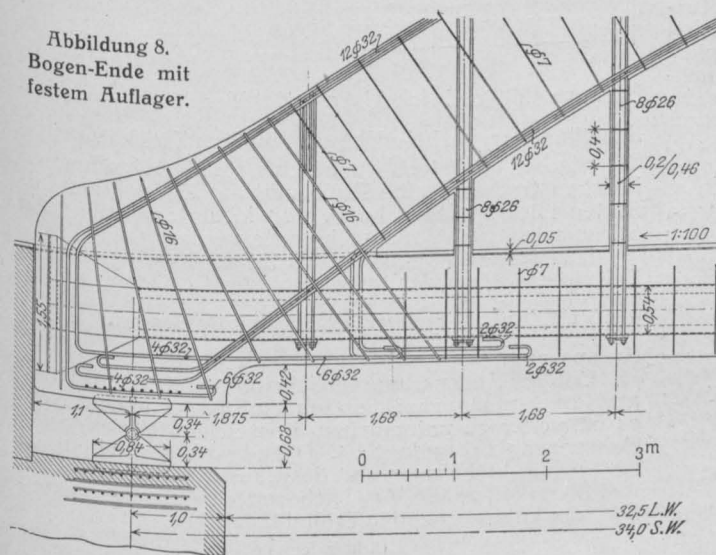 Abbildung 8.
Bogen-Ende mit
festem Auflager.
12ϕ32
ϕ7
8ϕ26
0,4
0,2/0,46
12ϕ32
ϕ7
ϕ16
8ϕ26
ϕ16
0,05
1:100
ϕ7
1,55
0,54
4ϕ32
2ϕ32
4ϕ32
6ϕ32
6ϕ32
2ϕ32
0,42
1,1
0,34
1,875
1,68
1,68
0,84
0,34
0,68
0 1 2 3 m
1,0
32,5 L.W.
34,0 S.W.